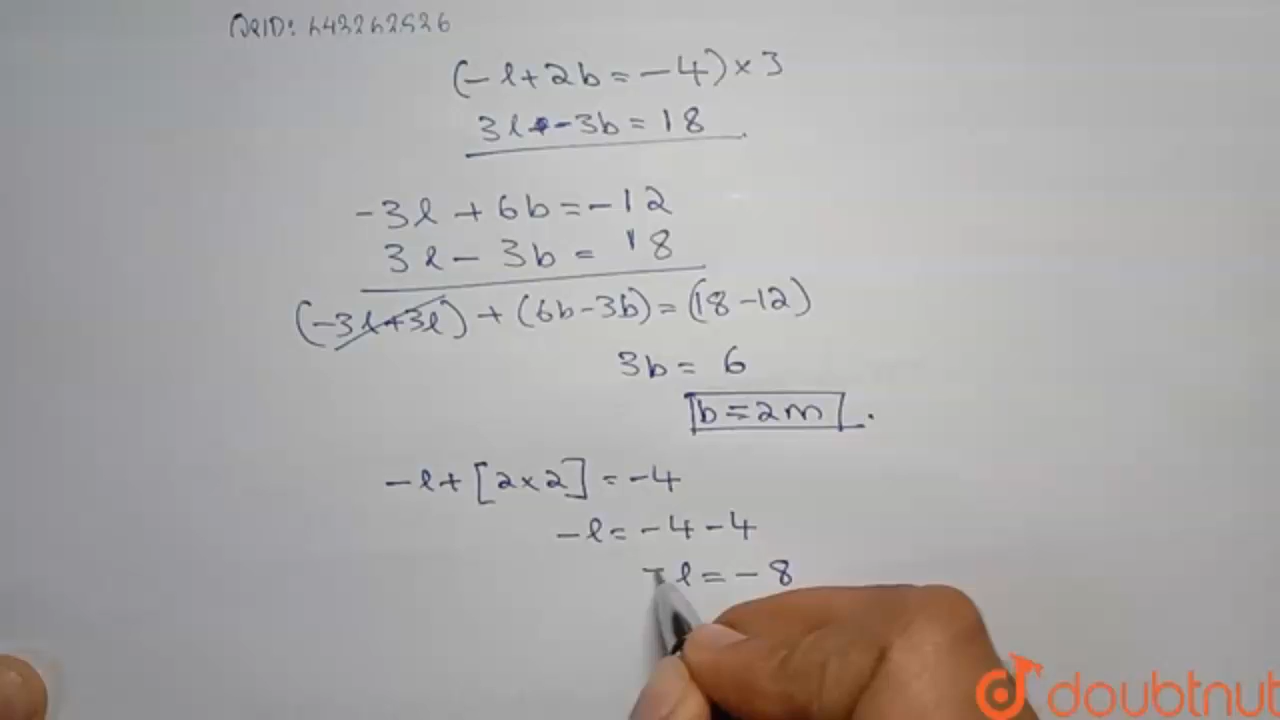 QeID: 643262526
(-l+2b=-4)×3
3l-3b=18
-3l+6b=-12
3l-3b=18
(-3l+3l)+(6b-3b)=(18-12)
3b=6
b=2m.
-l+[2×2]=-4
-l=-4-4
-l=-8
doubtnut